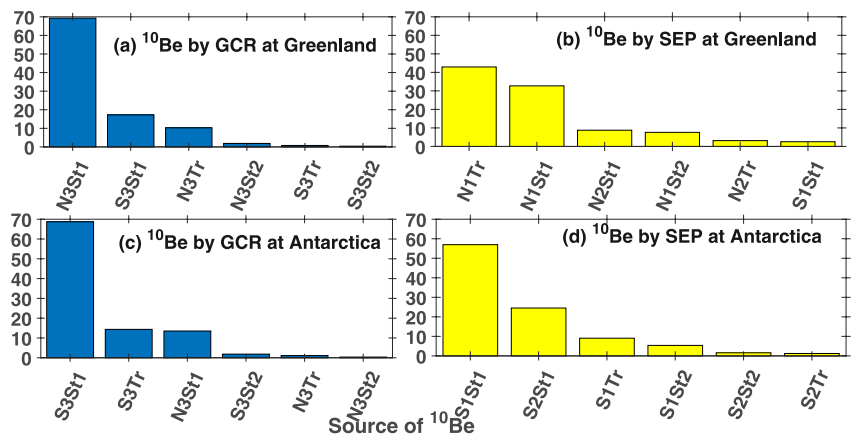 70
60
50
40
30
20
10
0
(a) ¹⁰Be by GCR at Greenland
N3St1
S3St1
N3Tr
N3St2
S3Tr
S3St2
70
60
50
40
30
20
10
0
(b) ¹⁰Be by SEP at Greenland
N1Tr
N1St1
N2St1
N1St2
N2Tr
S1St1
70
60
50
40
30
20
10
0
(c) ¹⁰Be by GCR at Antarctica
S3St1
S3Tr
N3St1
S3St2
N3Tr
N3St2
70
60
50
40
30
20
10
0
(d) ¹⁰Be by SEP at Antarctica
S1St1
S2St1
S1Tr
S1St2
S2St2
S2Tr
Source of ¹⁰Be